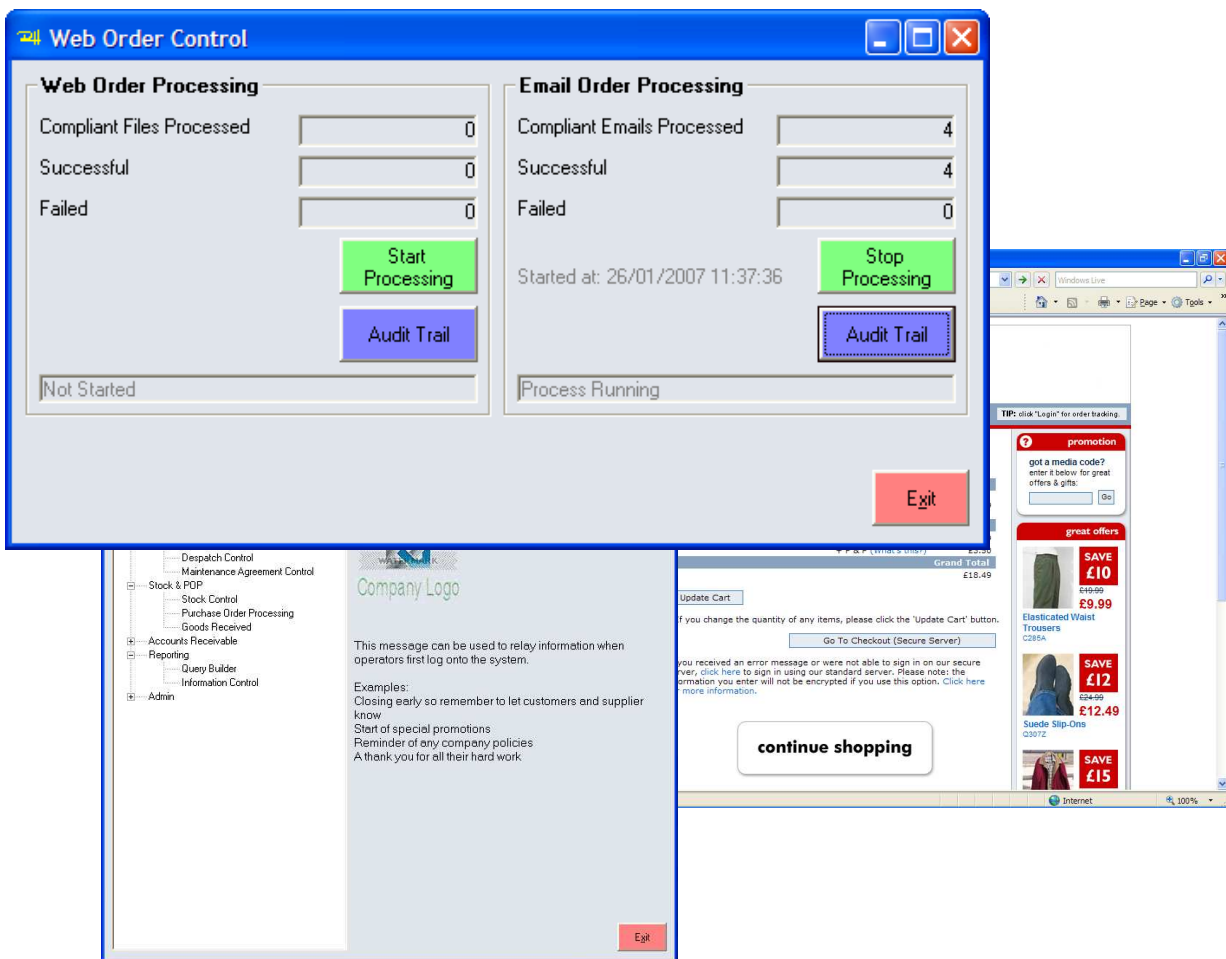 Web Order Control
Web Order Processing
Compliant Files Processed 0
Successful 0
Failed 0
Start
Processing
Audit Trail
Not Started
Email Order Processing
Compliant Emails Processed 4
Successful 4
Failed 0
Started at: 26/01/2007 11:37:36
Stop
Processing
Audit Trail
Process Running
Exit
Despatch Control
Maintenance Agreement Control
Stock & POP
Stock Control
Purchase Order Processing
Goods Received
Accounts Receivable
Reporting
Query Builder
Information Control
Admin
WATERMARK
Company Logo
This message can be used to relay information when
operators first log onto the system.
Examples:
Closing early so remember to let customers and supplier
know
Start of special promotions
Reminder of any company policies
A thank you for all their hard work
Exit
Windows Live
Page
Tools
TIP: click "Login" for order tracking.
+ P & P (What's this?)
Grand Total
£18.49
Update Cart
If you change the quantity of any items, please click the 'Update Cart' button.
Go To Checkout (Secure Server)
you received an error message or were not able to sign in on our secure
rver, click here to sign in using our standard server. Please note: the
ormation you enter will not be encrypted if you use this option. Click here
r more information.
continue shopping
? promotion
got a media code?
enter it below for great
offers & gifts:
Go
great offers
SAVE
£10
£19.99
£9.99
Elasticated Waist
Trousers
C285A
SAVE
£12
£24.99
£12.49
Suede Slip-Ons
Q307Z
SAVE
£15
Internet
100%